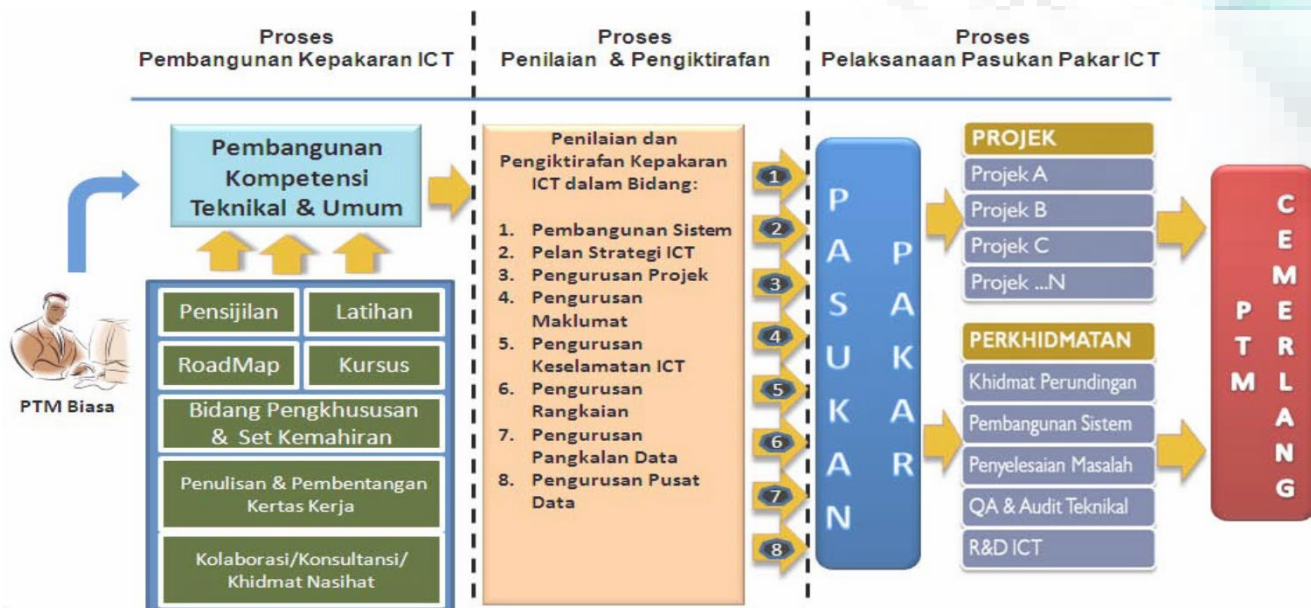 Proses
Pembangunan Kepakaran ICT
Proses
Penilaian & Pengiktirafan
Proses
Pelaksanaan Pasukan Pakar ICT
PTM Biasa
Pembangunan
Kompetensi
Teknikal & Umum
Pensijilan
Latihan
RoadMap
Kursus
Bidang Pengkhususan
& Set Kemahiran
Penulisan & Pembentangan
Kertas Kerja
Kolaborasi/Konsultansi/
Khidmat Nasihat
Penilaian dan
Pengiktirafan Kepakaran
ICT dalam Bidang:
1. Pembangunan Sistem
2. Pelan Strategi ICT
3. Pengurusan Projek
4. Pengurusan
Maklumat
5. Pengurusan
Keselamatan ICT
6. Pengurusan
Rangkaian
7. Pengurusan
Pangkalan Data
8. Pengurusan Pusat
Data
1
2
3
4
5
6
7
8
PASUKAN
PAKAR
PROJEK
Projek A
Projek B
Projek C
Projek ...N
PERKHIDMATAN
Khidmat Perundingan
Pembangunan Sistem
Penyelesaian Masalah
QA & Audit Teknikal
R&D ICT
PTM
CEMERLANG